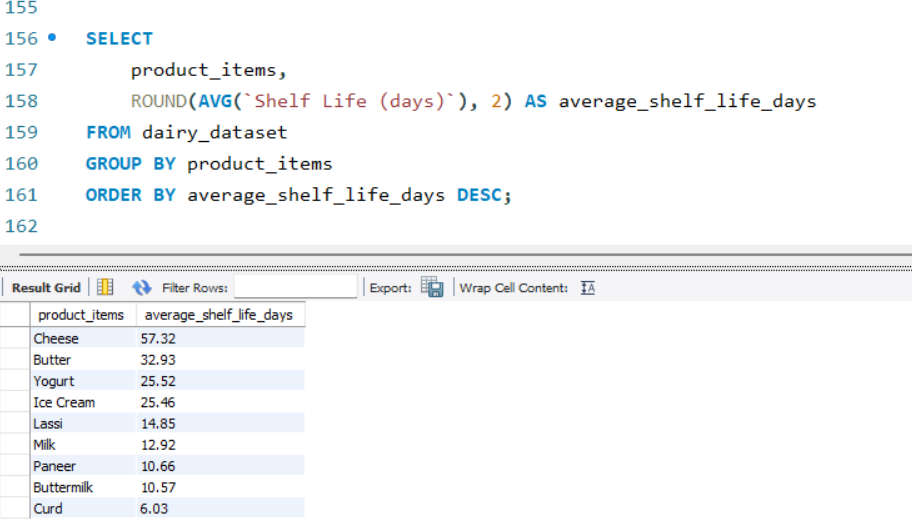 155
156 SELECT
157 product_items,
158 ROUND(AVG(`Shelf Life (days)`), 2) AS average_shelf_life_days
159 FROM dairy_dataset
160 GROUP BY product_items
161 ORDER BY average_shelf_life_days DESC;
162
Result Grid Filter Rows: Export: Wrap Cell Content: IA
product_items average_shelf_life_days
Cheese 57.32
Butter 32.93
Yogurt 25.52
Ice Cream 25.46
Lassi 14.85
Milk 12.92
Paneer 10.66
Buttermilk 10.57
Curd 6.03